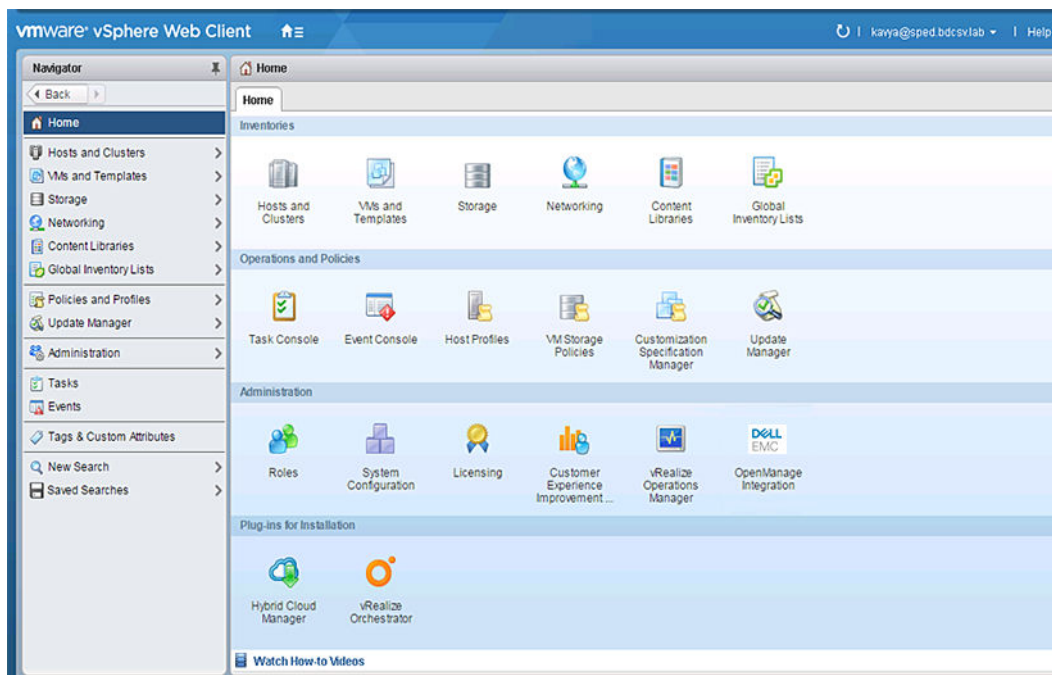 vmware® vSphere Web Client
kavya@sped.bdcsv.lab
Help
Navigator
Back
Home
Hosts and Clusters
VMs and Templates
Storage
Networking
Content Libraries
Global Inventory Lists
Policies and Profiles
Update Manager
Administration
Tasks
Events
Tags & Custom Attributes
New Search
Saved Searches
Home
Home
Inventories
Hosts and
Clusters
VMs and
Templates
Storage
Networking
Content
Libraries
Global
Inventory Lists
Operations and Policies
Task Console
Event Console
Host Profiles
VM Storage
Policies
Customization
Specification
Manager
Update
Manager
Administration
Roles
System
Configuration
Licensing
Customer
Experience
Improvement ...
vRealize
Operations
Manager
DELL
EMC
OpenManage
Integration
Plug-ins for Installation
Hybrid Cloud
Manager
vRealize
Orchestrator
Watch How-to Videos